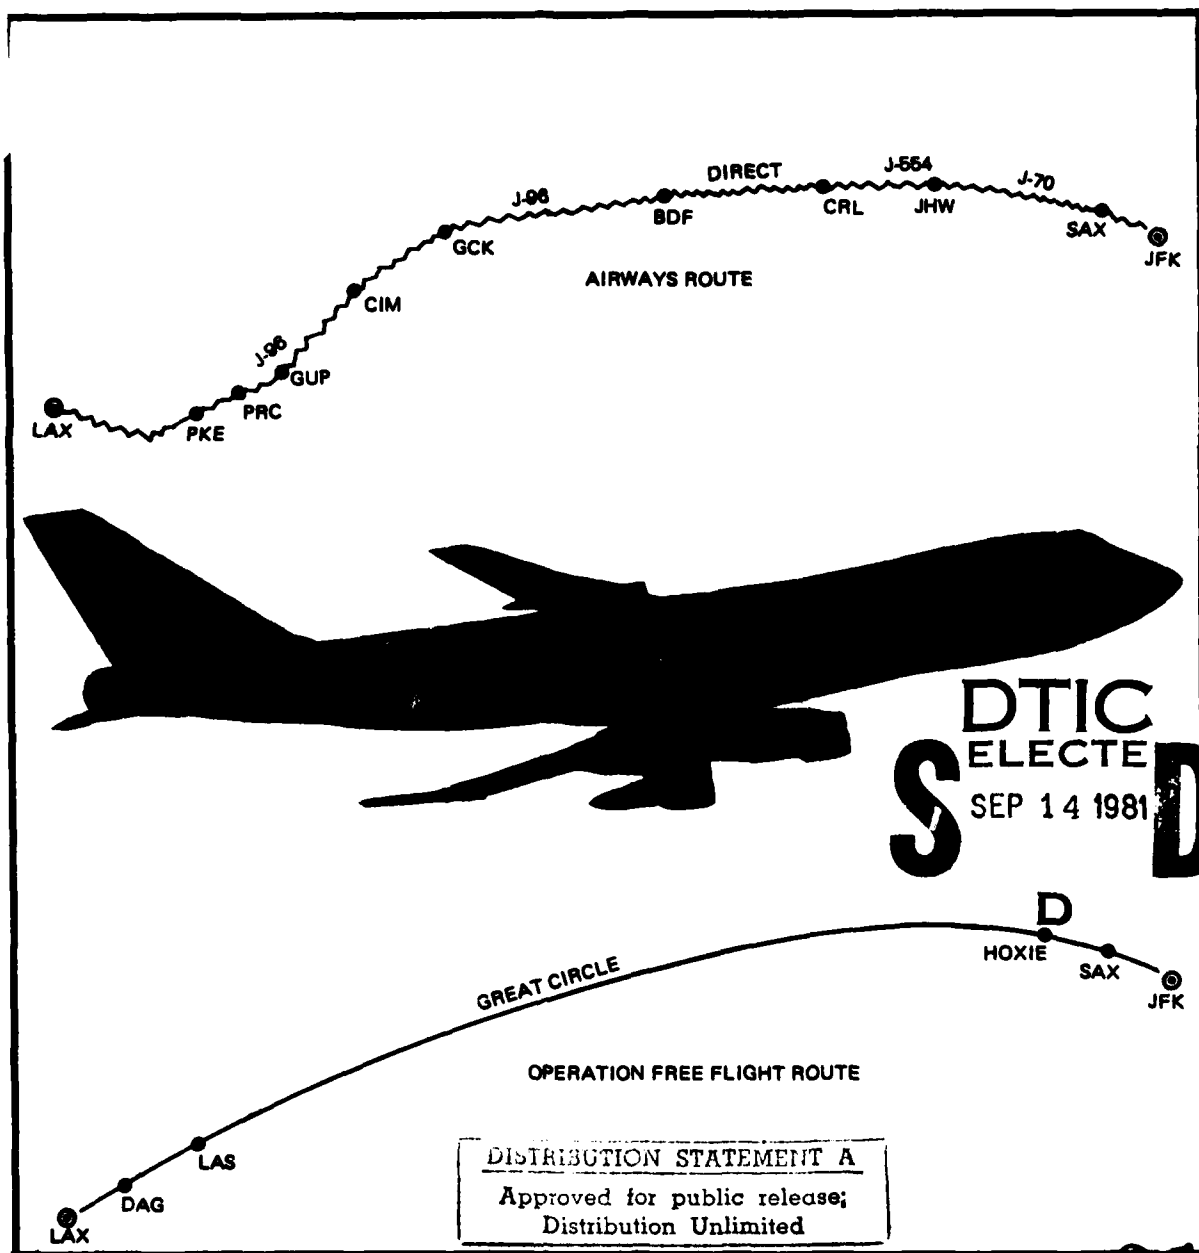 J-96
DIRECT
J-554
J-70
BDF
CRL
JHW
SAX
JFK
GCK
AIRWAYS ROUTE
CIM
J-96
GUP
PRC
LAX
PKE
DTIC
S ELECTE D
SEP 14 1981
D
HOXIE
SAX
JFK
GREAT CIRCLE
OPERATION FREE FLIGHT ROUTE
LAS
DAG
LAX
DISTRIBUTION STATEMENT A
Approved for public release;
Distribution Unlimited